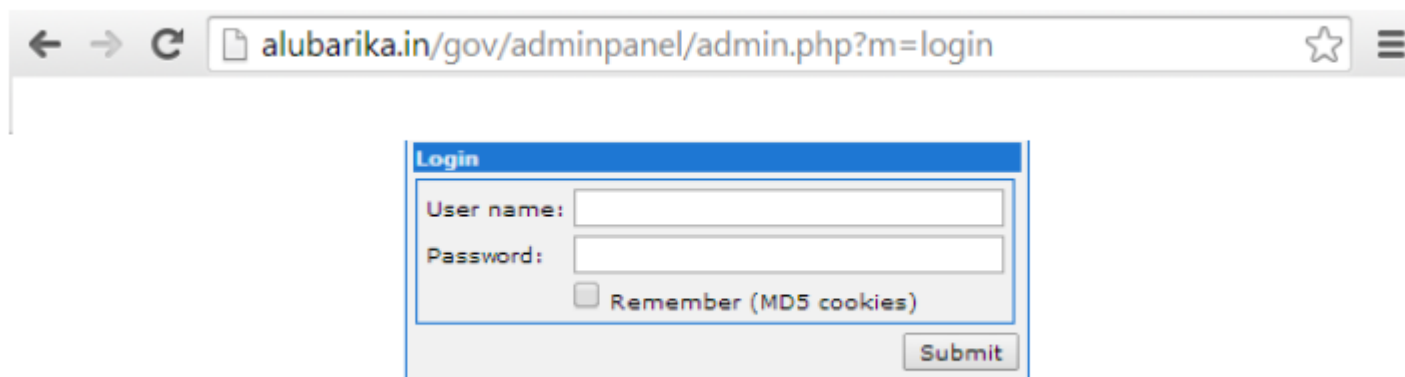 alubarika.in/gov/adminpanel/admin.php?m=login
Login
User name:
Password:
Remember (MD5 cookies)
Submit